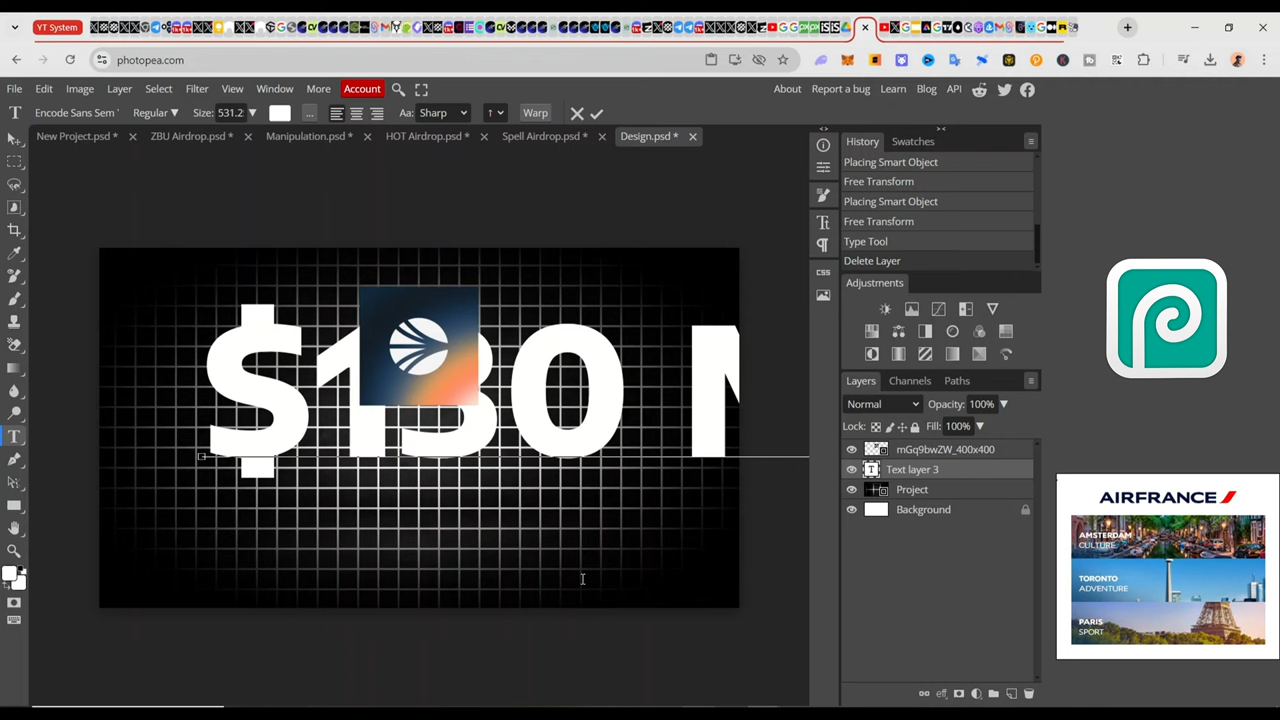 YT System
photopea.com
File Edit Image Layer Select Filter View Window More Account About Report a bug Learn Blog API
Encode Sans Sem Regular ▼ Size: 531.2 ... Aa: Sharp Warp
New Project.psd * ZBU Airdrop.psd * Manipulation.psd * HOT Airdrop.psd * Spell Airdrop.psd * Design.psd *
History Swatches
Placing Smart Object
Free Transform
Placing Smart Object
Free Transform
Type Tool
Delete Layer
Adjustments
Layers Channels Paths
Normal Opacity: 100% ▼
Lock: Fill: 100% ▼
mGq9bwZW_400x400
Text layer 3
Project
Background
CSS
$130 M
AIRFRANCE
AMSTERDAM
CULTURE
TORONTO
ADVENTURE
PARIS
SPORT
eff